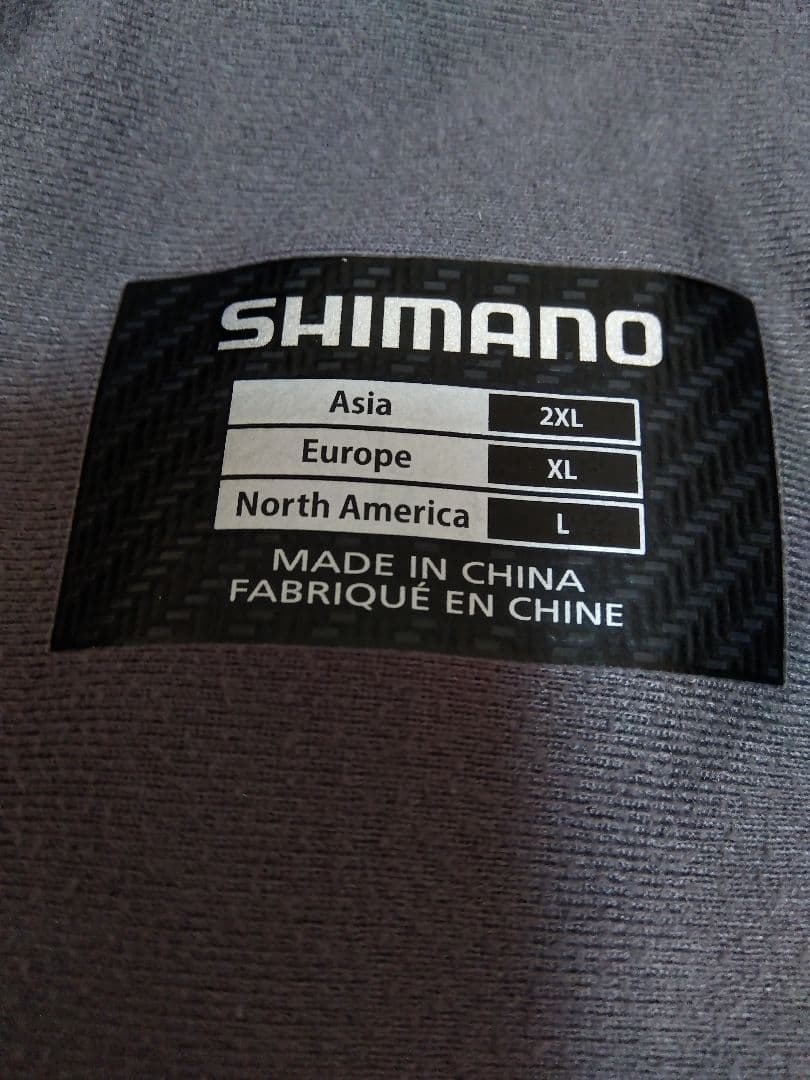 SHIMANO
Asia 2XL
Europe XL
North America L
MADE IN CHINA
FABRIQUÉ EN CHINE